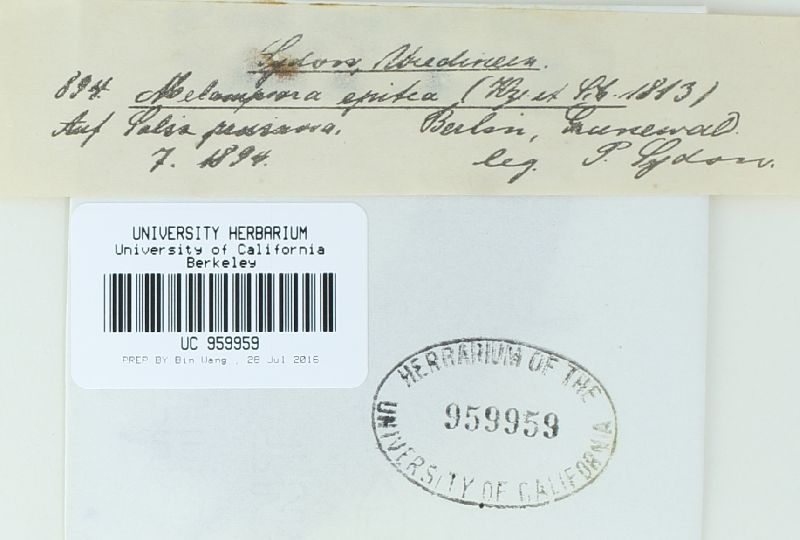 Sydow, Uredineen.
894. Melampsora epitea (Kz. et Sch. 1813)
Auf Salix Berlin, Grunewald.
7. 1894. leg. P. Sydow.
UNIVERSITY HERBARIUM
University of California
Berkeley
UC 959959
PREP BY Bin Wang , 28 Jul 2016
HERBARIUM OF THE
959959
UNIVERSITY OF CALIFORNIA